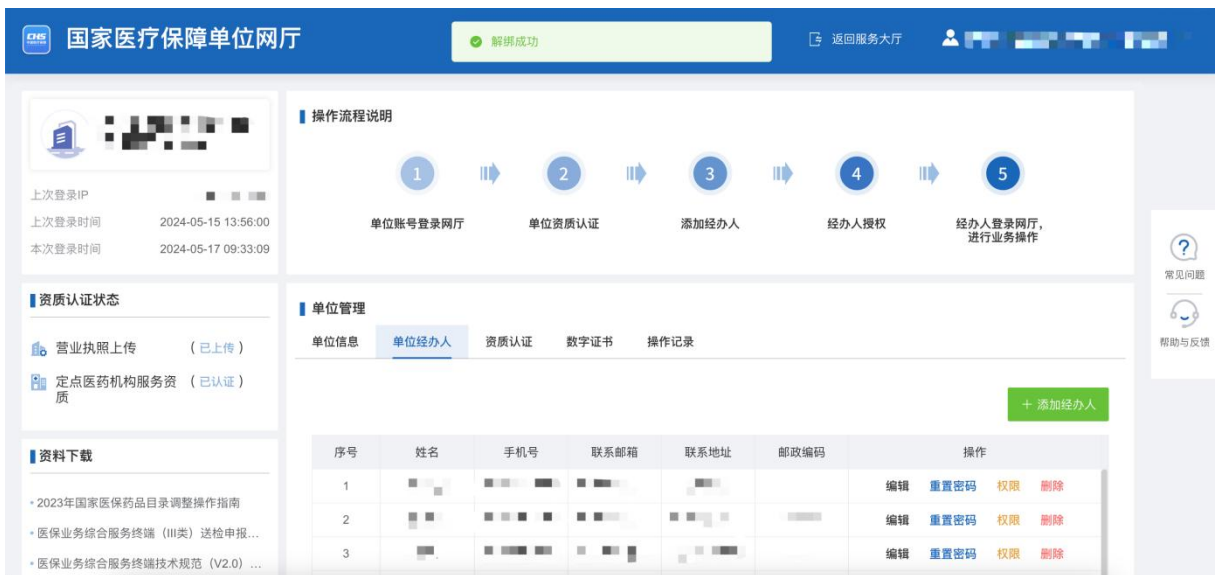 CHS
国家医疗保障单位网厅
解绑成功
返回服务大厅
上次登录IP
上次登录时间 2024-05-15 13:56:00
本次登录时间 2024-05-17 09:33:09
资质认证状态
营业执照上传 （已上传）
定点医药机构服务资 （已认证）
质
资料下载
2023年国家医保药品目录调整操作指南
医保业务综合服务终端（III类）送检申报...
医保业务综合服务终端技术规范（V2.0）...
操作流程说明
1 2 3 4 5
单位账号登录网厅 单位资质认证 添加经办人 经办人授权 经办人登录网厅，
进行业务操作
单位管理
单位信息 单位经办人 资质认证 数字证书 操作记录
+ 添加经办人
序号 姓名 手机号 联系邮箱 联系地址 邮政编码 操作
1 编辑 重置密码 权限 删除
2 编辑 重置密码 权限 删除
3 编辑 重置密码 权限 删除
常见问题
帮助与反馈